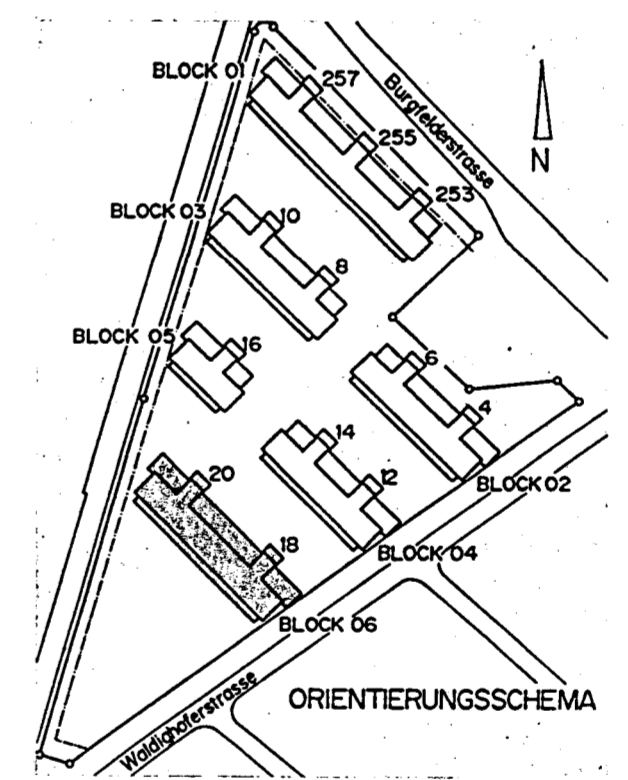 BLOCK 01
257
Burgfelderstrasse
255
N
253
BLOCK 03
10
8
BLOCK 05
16
6
4
14
20
12
BLOCK 02
18
BLOCK 04
BLOCK 06
ORIENTIERUNGSSCHEMA
Waldighoferstrasse